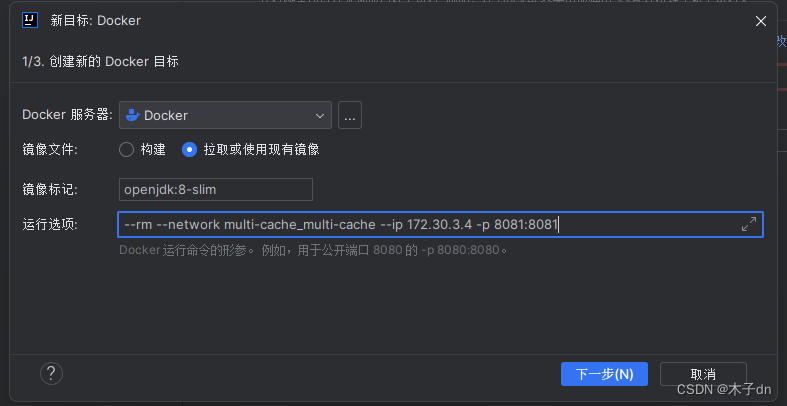 新目标: Docker
1/3. 创建新的 Docker 目标
Docker 服务器: Docker ...
镜像文件: 构建 拉取或使用现有镜像
镜像标记: openjdk:8-slim
运行选项: --rm --network multi-cache_multi-cache --ip 172.30.3.4 -p 8081:8081
Docker 运行命令的形参。 例如，用于公开端口 8080 的 -p 8080:8080。
? 下一步(N) 取消
CSDN @木子dn
改